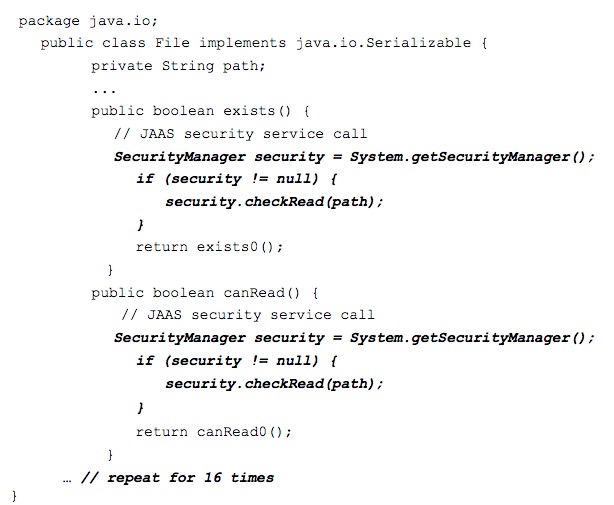 package java.io;
public class File implements java.io.Serializable {
private String path;
...
public boolean exists() {
// JAAS security service call
SecurityManager security = System.getSecurityManager();
if (security != null) {
security.checkRead(path);
}
return exists0();
}
public boolean canRead() {
// JAAS security service call
SecurityManager security = System.getSecurityManager();
if (security != null) {
security.checkRead(path);
}
return canRead0();
}
… // repeat for 16 times
}